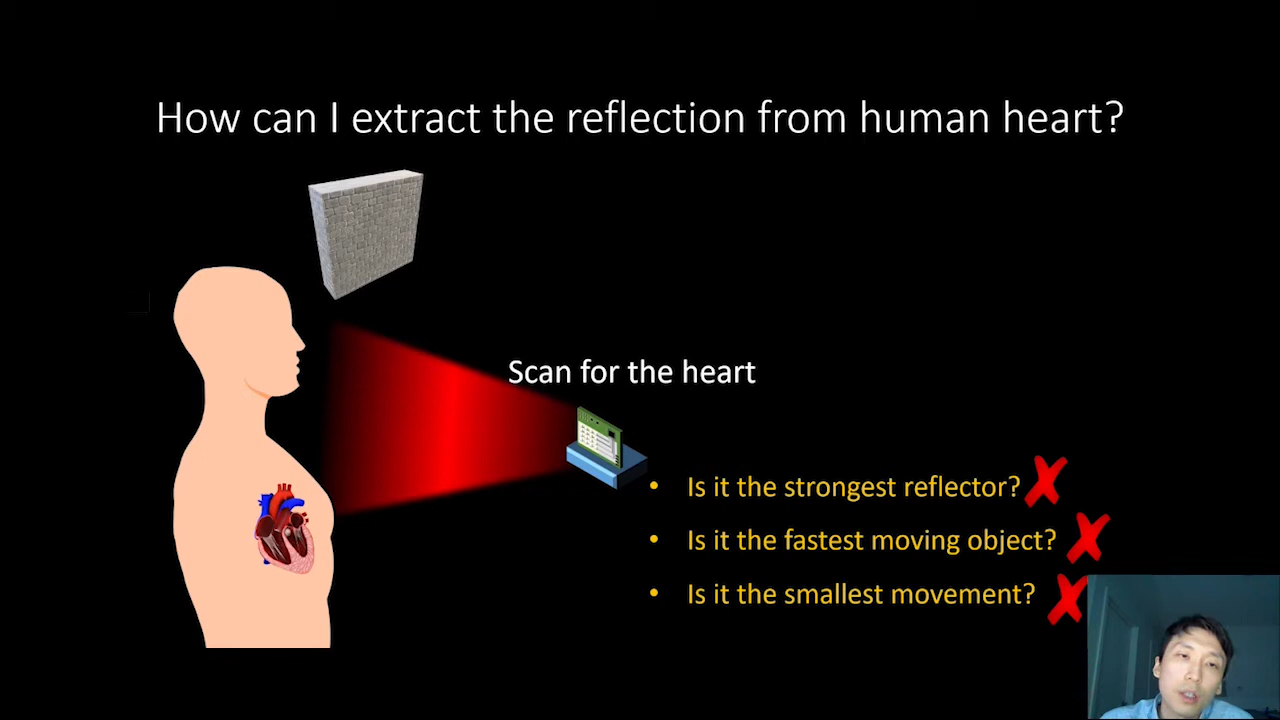 How can I extract the reflection from human heart?
Scan for the heart
• Is it the strongest reflector?
• Is it the fastest moving object?
• Is it the smallest movement?